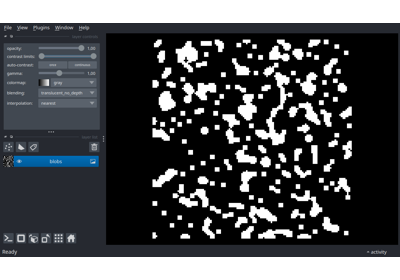 File View Plugins Window Help
opacity: 1.00
contrast limits:
auto-contrast: once continuous
gamma: 1.00
colormap: gray
blending: translucent_no_depth
interpolation: nearest
blobs
Ready
activity